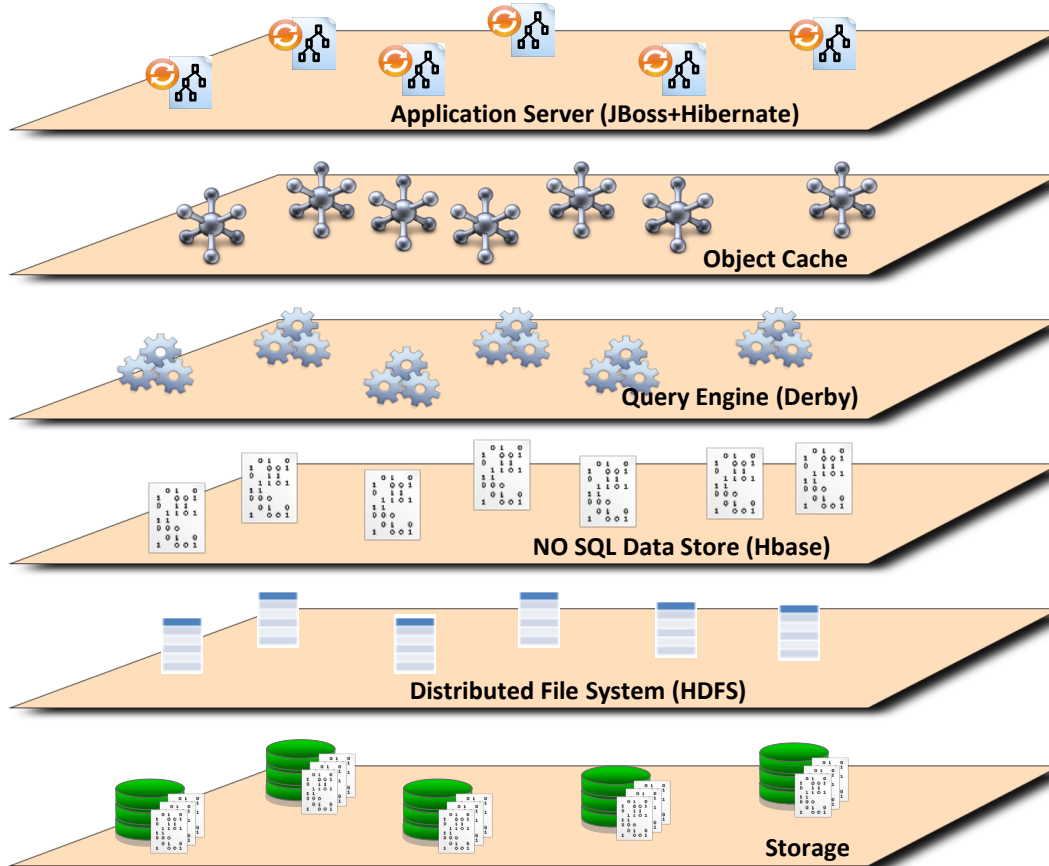 Application Server (JBoss+Hibernate)
Object Cache
Query Engine (Derby)
NO SQL Data Store (Hbase)
Distributed File System (HDFS)
Storage